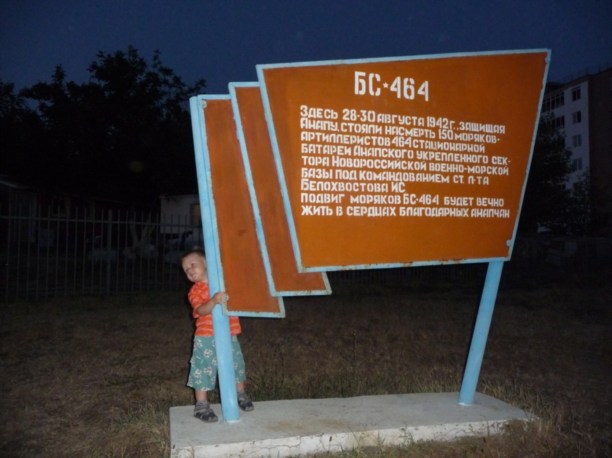 БС-464
ЗДЕСЬ 28-30 АВГУСТА 1942 Г., ЗАЩИЩАЯ
АНАПУ, СТОЯЛИ НАСМЕРТЬ 150 МОРЯКОВ-
АРТИЛЛЕРИСТОВ 464 СТАЦИОНАРНОЙ
БАТАРЕИ АНАПСКОГО УКРЕПЛЕННОГО СЕК-
ТОРА НОВОРОССИЙСКОЙ ВОЕННО-МОРСКОЙ
БАЗЫ ПОД КОМАНДОВАНИЕМ СТ. Л-ТА
БЕЛОХВОСТОВА И С.
ПОДВИГ МОРЯКОВ БС-464 БУДЕТ ВЕЧНО
ЖИТЬ В СЕРДЦАХ БЛАГОДАРНЫХ АНАПЧАН